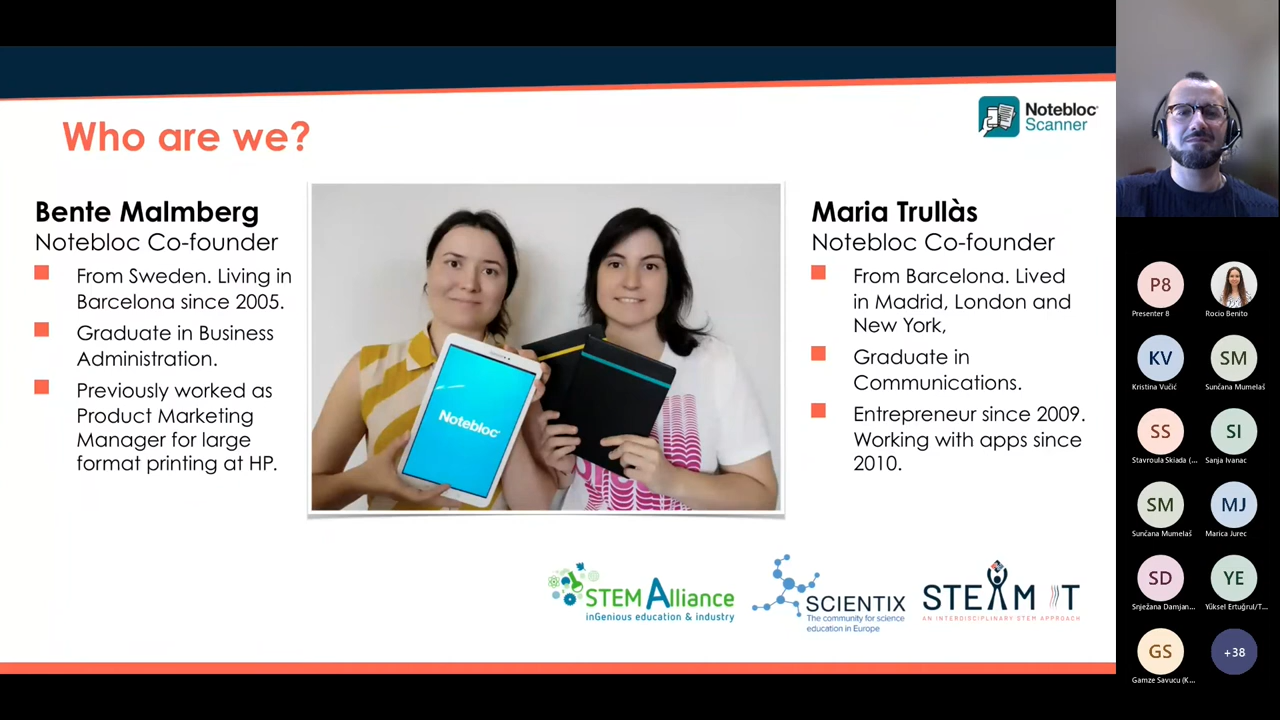 Who are we?
Notebloc
Scanner
Bente Malmberg
Notebloc Co-founder
From Sweden. Living in
Barcelona since 2005.
Graduate in Business
Administration.
Previously worked as
Product Marketing
Manager for large
format printing at HP.
Notebloc
Maria Trullàs
Notebloc Co-founder
From Barcelona. Lived
in Madrid, London and
New York,
Graduate in
Communications.
Entrepreneur since 2009.
Working with apps since
2010.
STEM Alliance
inGenious education & industry
SCIENTIX
The community for science
education in Europe
STEAM IT
AN INTERDISCIPLINARY STEM APPROACH
P8
Presenter 8
Rocio Benito
KV
Kristina Vučić
SM
Sunčana Mumelaš
SS
Stavroula Skiada (...
SI
Sanja Ivanac
SM
Sunčana Mumelaš
MJ
Marica Jurec
SD
Snježana Damjan...
YE
Yüksel Ertuğrul/T...
GS
Gamze Savucu (K...
+38